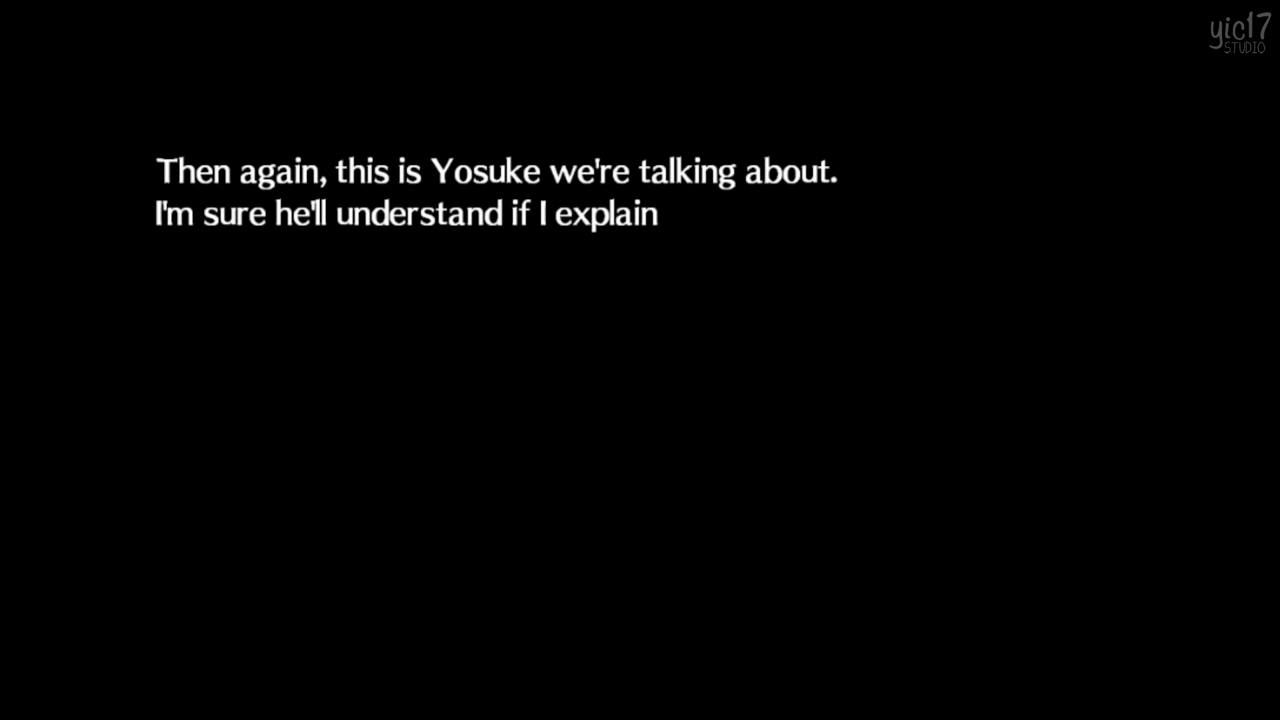 yic17
STUDIO
Then again, this is Yosuke we're talking about.
I'm sure he'll understand if I explain